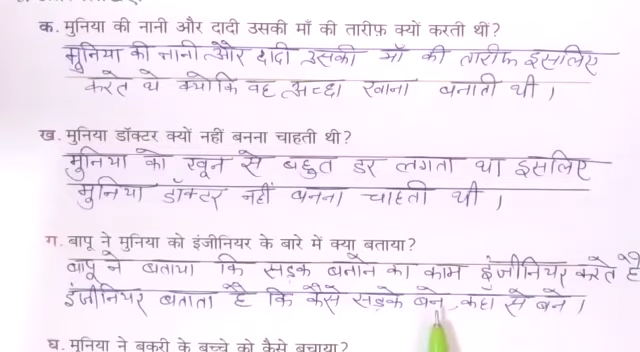 क. मुनिया की नानी और दादी उसकी माँ की तारीफ़ क्यों करती थीं?
मुनिया की नानी और दादी उसकी माँ की तारीफ इसलिए
करते थे क्योकि वह अच्छा खाना बनाती थी।
ख. मुनिया डॉक्टर क्यों नहीं बनना चाहती थी?
मुनिया को खून से बहुत डर लगता था इसलिए
मुनिया डॉक्टर नहीं बनना चाहती थी।
ग. बापू ने मुनिया को इंजीनियर के बारे में क्या बताया?
बापू ने बताया कि सड़क बनाने का काम इंजीनियर करते है
इंजीनियर बताता है कि कैसे सड़के बने, कहाँ से बने।
घ. मुनिया ने बकरी के बच्चे को कैसे बचाया?